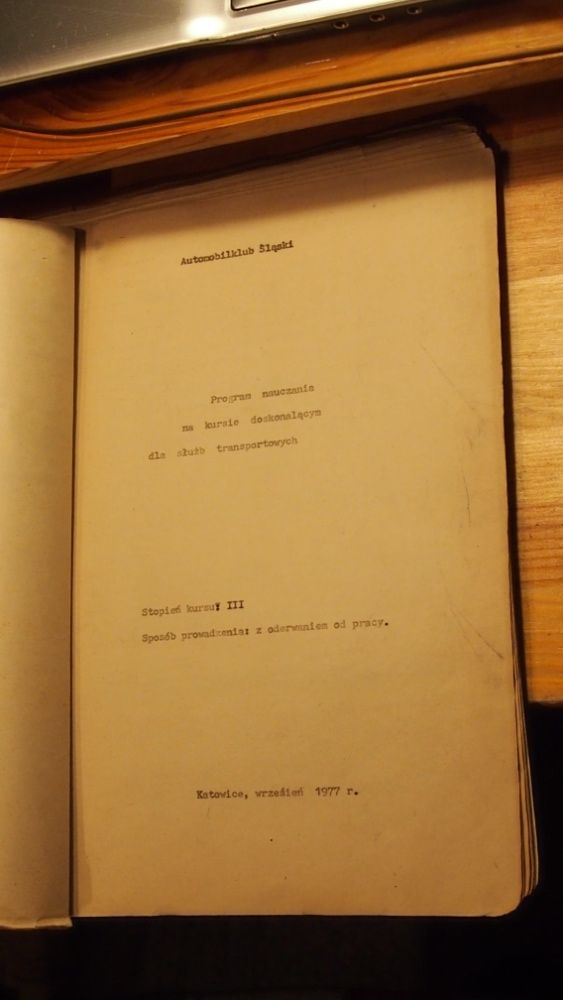 Automobilklub Śląski
Program nauczania
na kursie doskonalącym
dla służb transportowych
Stopień kursu: III
Sposób prowadzenia: z oderwaniem od pracy.
Katowice, wrzesień 1977 r.